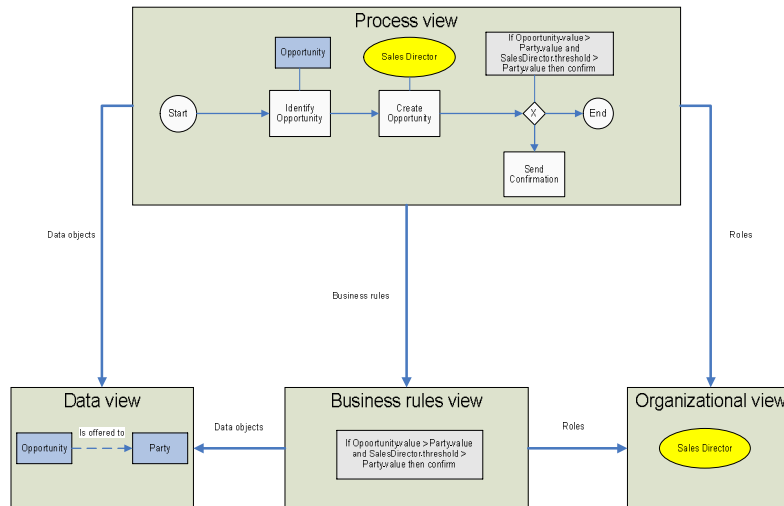 Process view
Opportunity
Sales Director
If Opoortunity.value >
Party.value and
SalesDirector.threshold >
Party.value then confirm
Start
Identify
Opportunity
Create
Opportunity
X
End
Send
Confirmation
Data objects
Business rules
Roles
Data view
Opportunity
Is offered to
Party
Data objects
Business rules view
If Opoortunity.value > Party.value
and SalesDirector.threshold >
Party.value then confirm
Roles
Organizational view
Sales Director